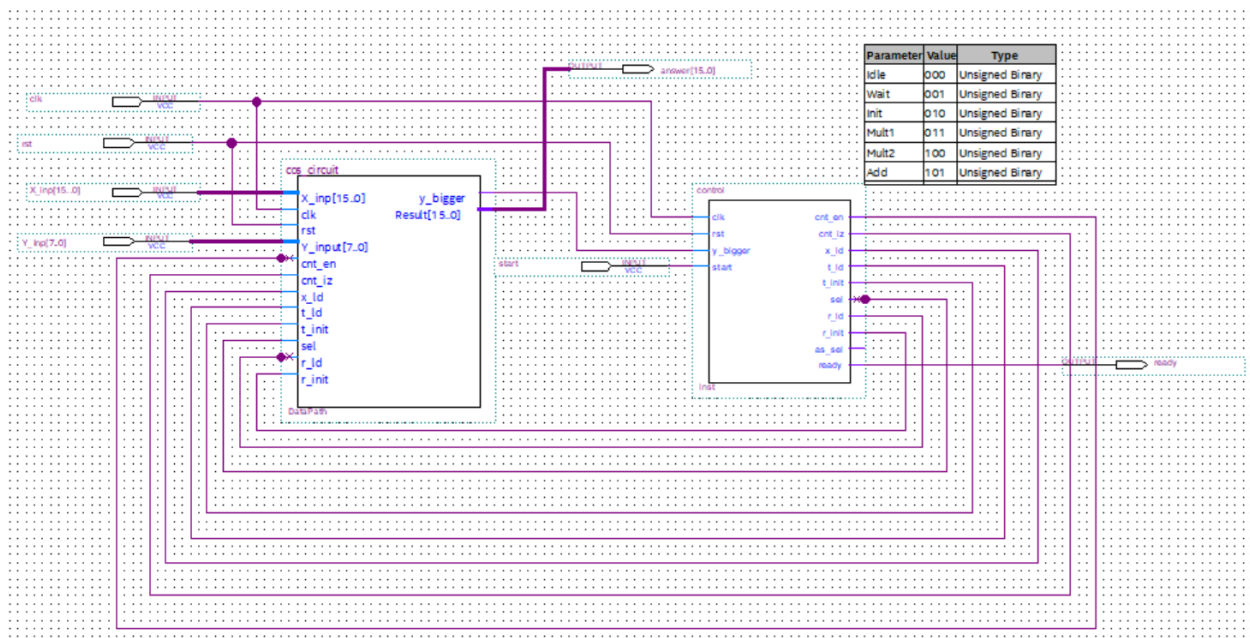 Parameter Value Type
Idle 000 Unsigned Binary
Wait 001 Unsigned Binary
Init 010 Unsigned Binary
Mult1 011 Unsigned Binary
Mult2 100 Unsigned Binary
Add 101 Unsigned Binary
OUTPUT answer[15..0]
clk INPUT VCC
rst INPUT VCC
X_inp[15..0] INPUT VCC
Y_inp[7..0] INPUT VCC
cos_circuit
X_inp[15..0] y_bigger
clk Result[15..0]
rst
Y_input[7..0]
cnt_en
cnt_iz
x_ld
t_ld
t_init
sel
r_ld
r_init
DataPath
start INPUT VCC
control
clk cnt_en
rst cnt_iz
y_bigger x_ld
start t_ld
t_init
sel
r_ld
r_init
as_sel
ready
inst
OUTPUT ready